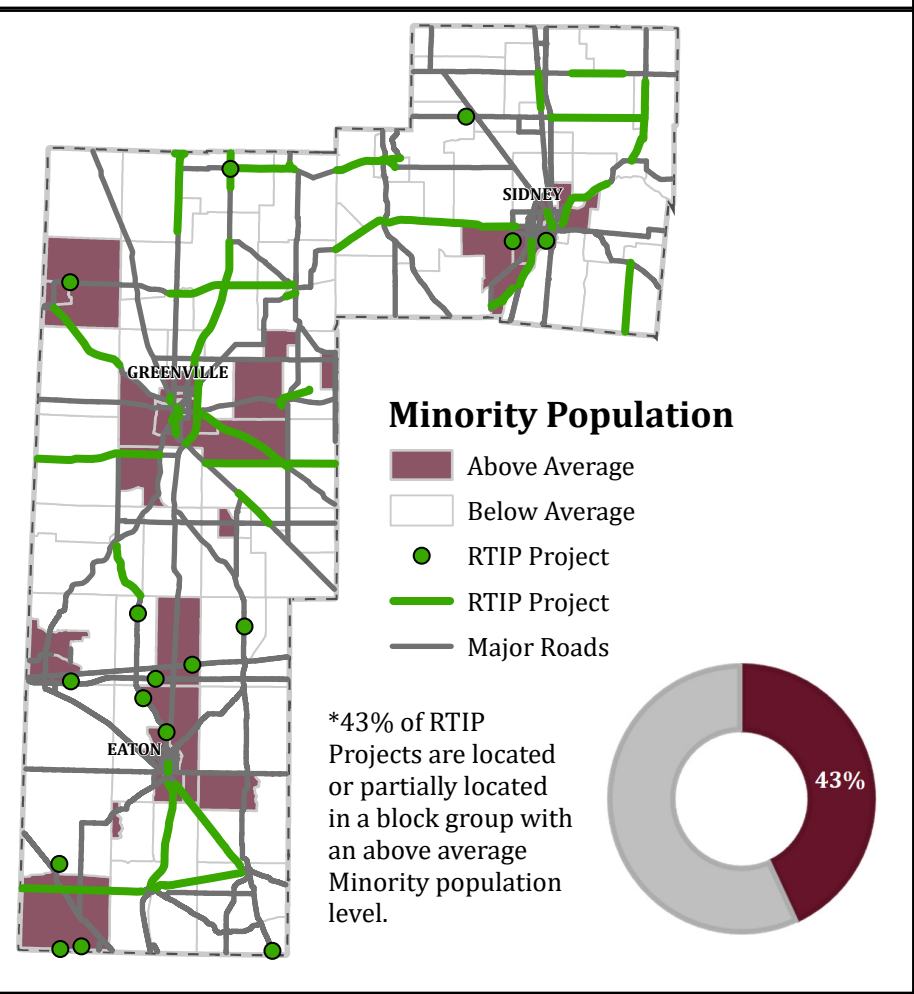 SIDNEY
GREENVILLE
Minority Population
Above Average
Below Average
RTIP Project
RTIP Project
Major Roads
EATON
*43% of RTIP
Projects are located
or partially located
in a block group with
an above average
Minority population
level.
43%